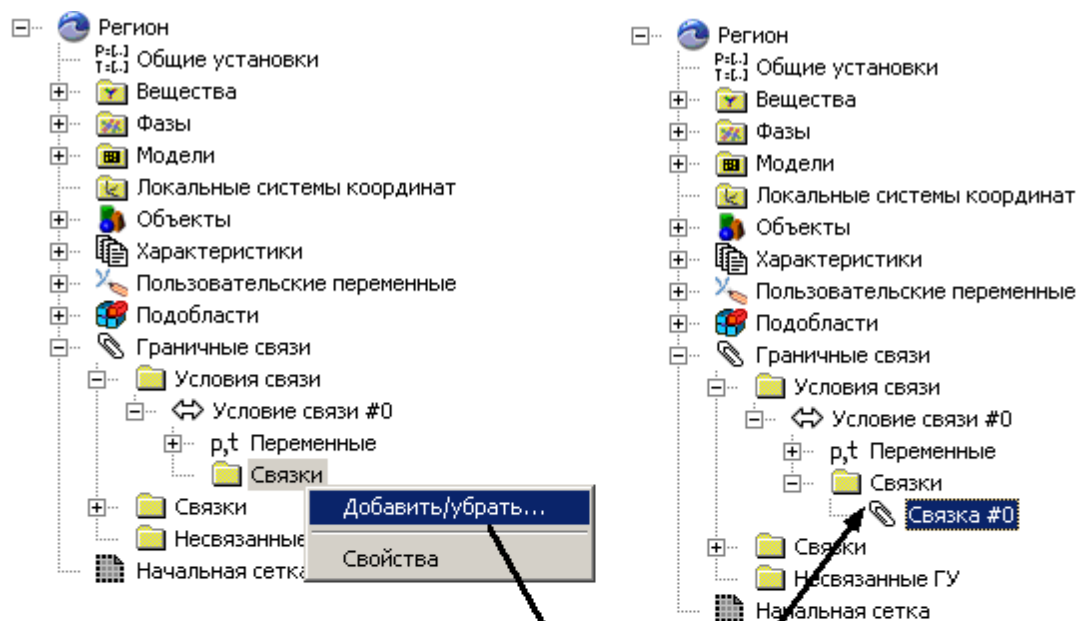 Регион
P=[..]
T=[..] Общие установки
Вещества
Фазы
Модели
Локальные системы координат
Объекты
Характеристики
Пользовательские переменные
Подобласти
Граничные связи
Условия связи
Условие связи #0
p,t Переменные
Связки
Добавить/убрать...
Свойства
Связки
Несвязанные
Начальная сетка
Регион
P=[..]
T=[..] Общие установки
Вещества
Фазы
Модели
Локальные системы координат
Объекты
Характеристики
Пользовательские переменные
Подобласти
Граничные связи
Условия связи
Условие связи #0
p,t Переменные
Связки
Связка #0
Связки
Несвязанные ГУ
Начальная сетка